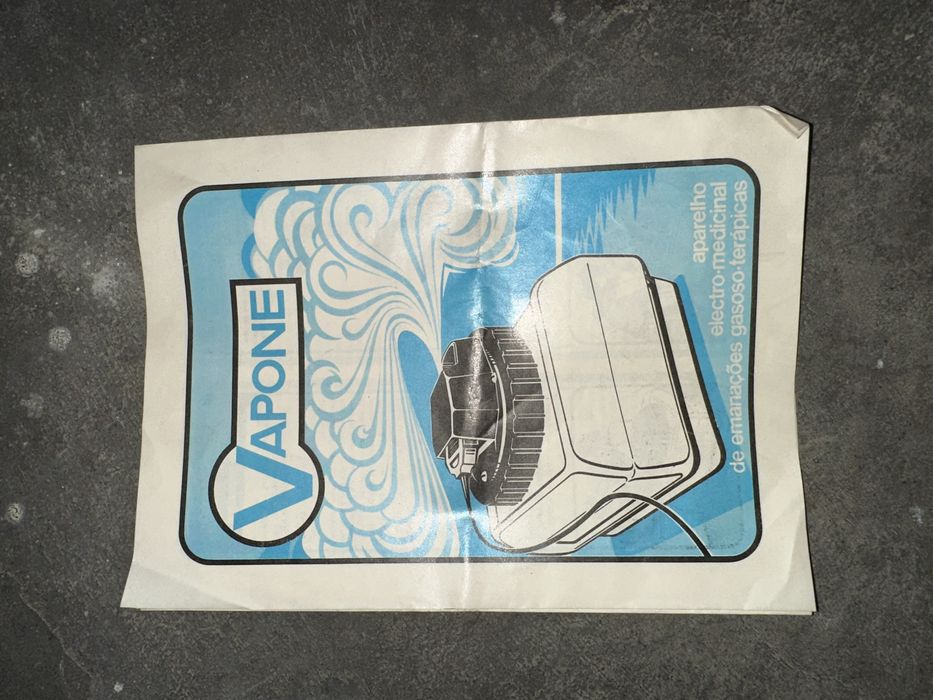 VAPONE
aparelho
electro-medicinal
de emanações gasoso-terápicas